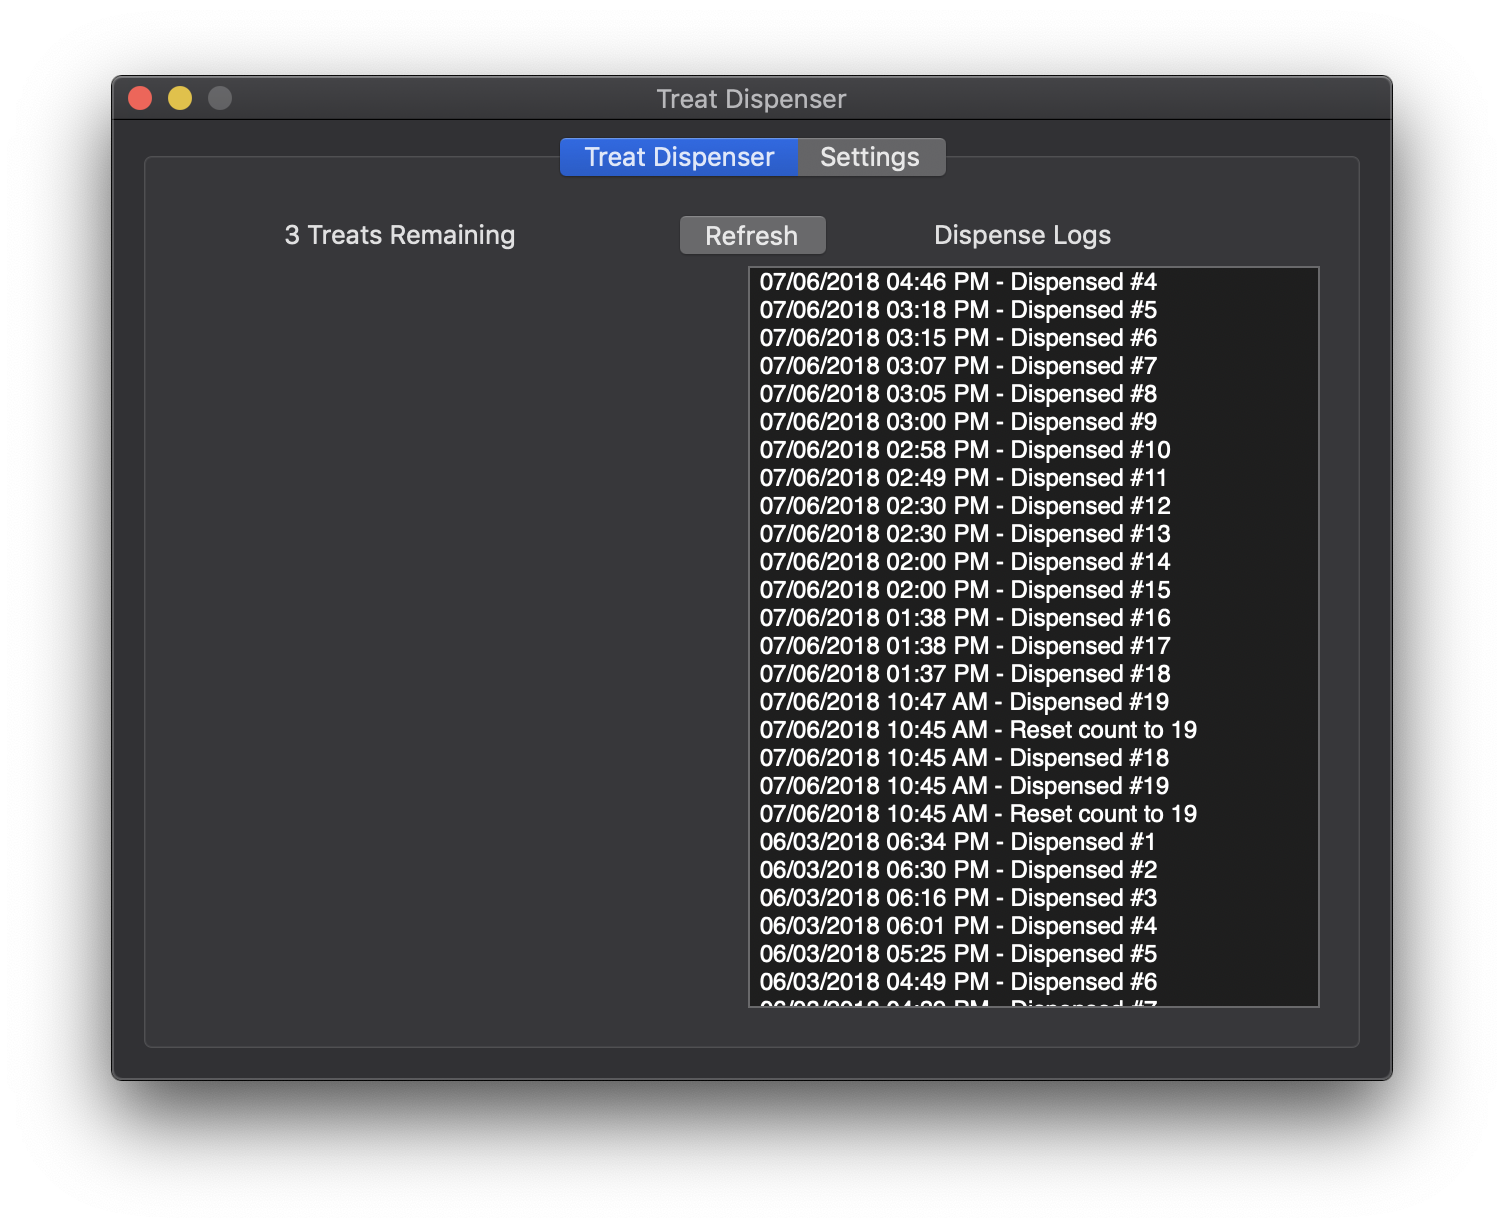 Treat Dispenser
Treat Dispenser Settings
3 Treats Remaining
Refresh
Dispense Logs
07/06/2018 04:46 PM - Dispensed #4
07/06/2018 03:18 PM - Dispensed #5
07/06/2018 03:15 PM - Dispensed #6
07/06/2018 03:07 PM - Dispensed #7
07/06/2018 03:05 PM - Dispensed #8
07/06/2018 03:00 PM - Dispensed #9
07/06/2018 02:58 PM - Dispensed #10
07/06/2018 02:49 PM - Dispensed #11
07/06/2018 02:30 PM - Dispensed #12
07/06/2018 02:30 PM - Dispensed #13
07/06/2018 02:00 PM - Dispensed #14
07/06/2018 02:00 PM - Dispensed #15
07/06/2018 01:38 PM - Dispensed #16
07/06/2018 01:38 PM - Dispensed #17
07/06/2018 01:37 PM - Dispensed #18
07/06/2018 10:47 AM - Dispensed #19
07/06/2018 10:45 AM - Reset count to 19
07/06/2018 10:45 AM - Dispensed #18
07/06/2018 10:45 AM - Dispensed #19
07/06/2018 10:45 AM - Reset count to 19
06/03/2018 06:34 PM - Dispensed #1
06/03/2018 06:30 PM - Dispensed #2
06/03/2018 06:16 PM - Dispensed #3
06/03/2018 06:01 PM - Dispensed #4
06/03/2018 05:25 PM - Dispensed #5
06/03/2018 04:49 PM - Dispensed #6
PM - Dispensed #7